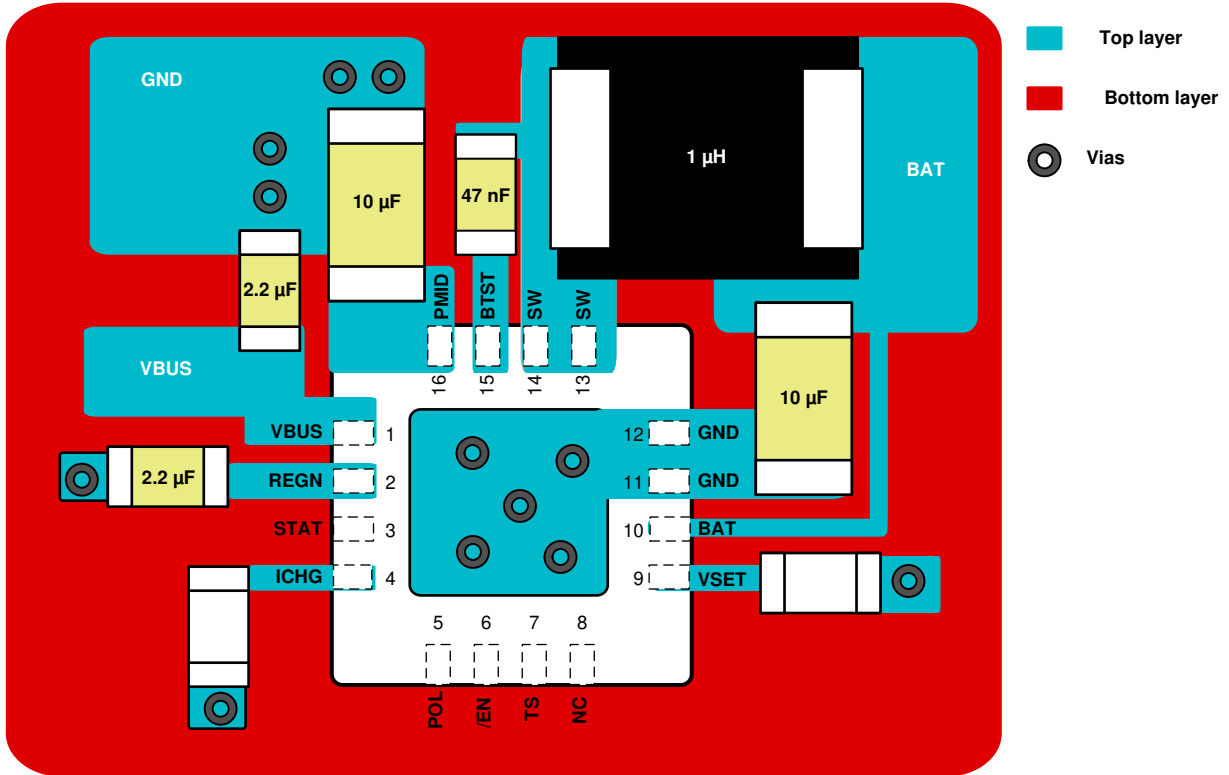 GND
1 µH
BAT
10 µF
47 nF
2.2 µF
PMID
BTST
SW
SW
VBUS
16
15
14
13
10 µF
VBUS
1
12
GND
2.2 µF
REGN
2
11
GND
STAT
3
10
BAT
ICHG
4
9
VSET
5
6
7
8
POL
/EN
TS
NC
Top layer
Bottom layer
Vias